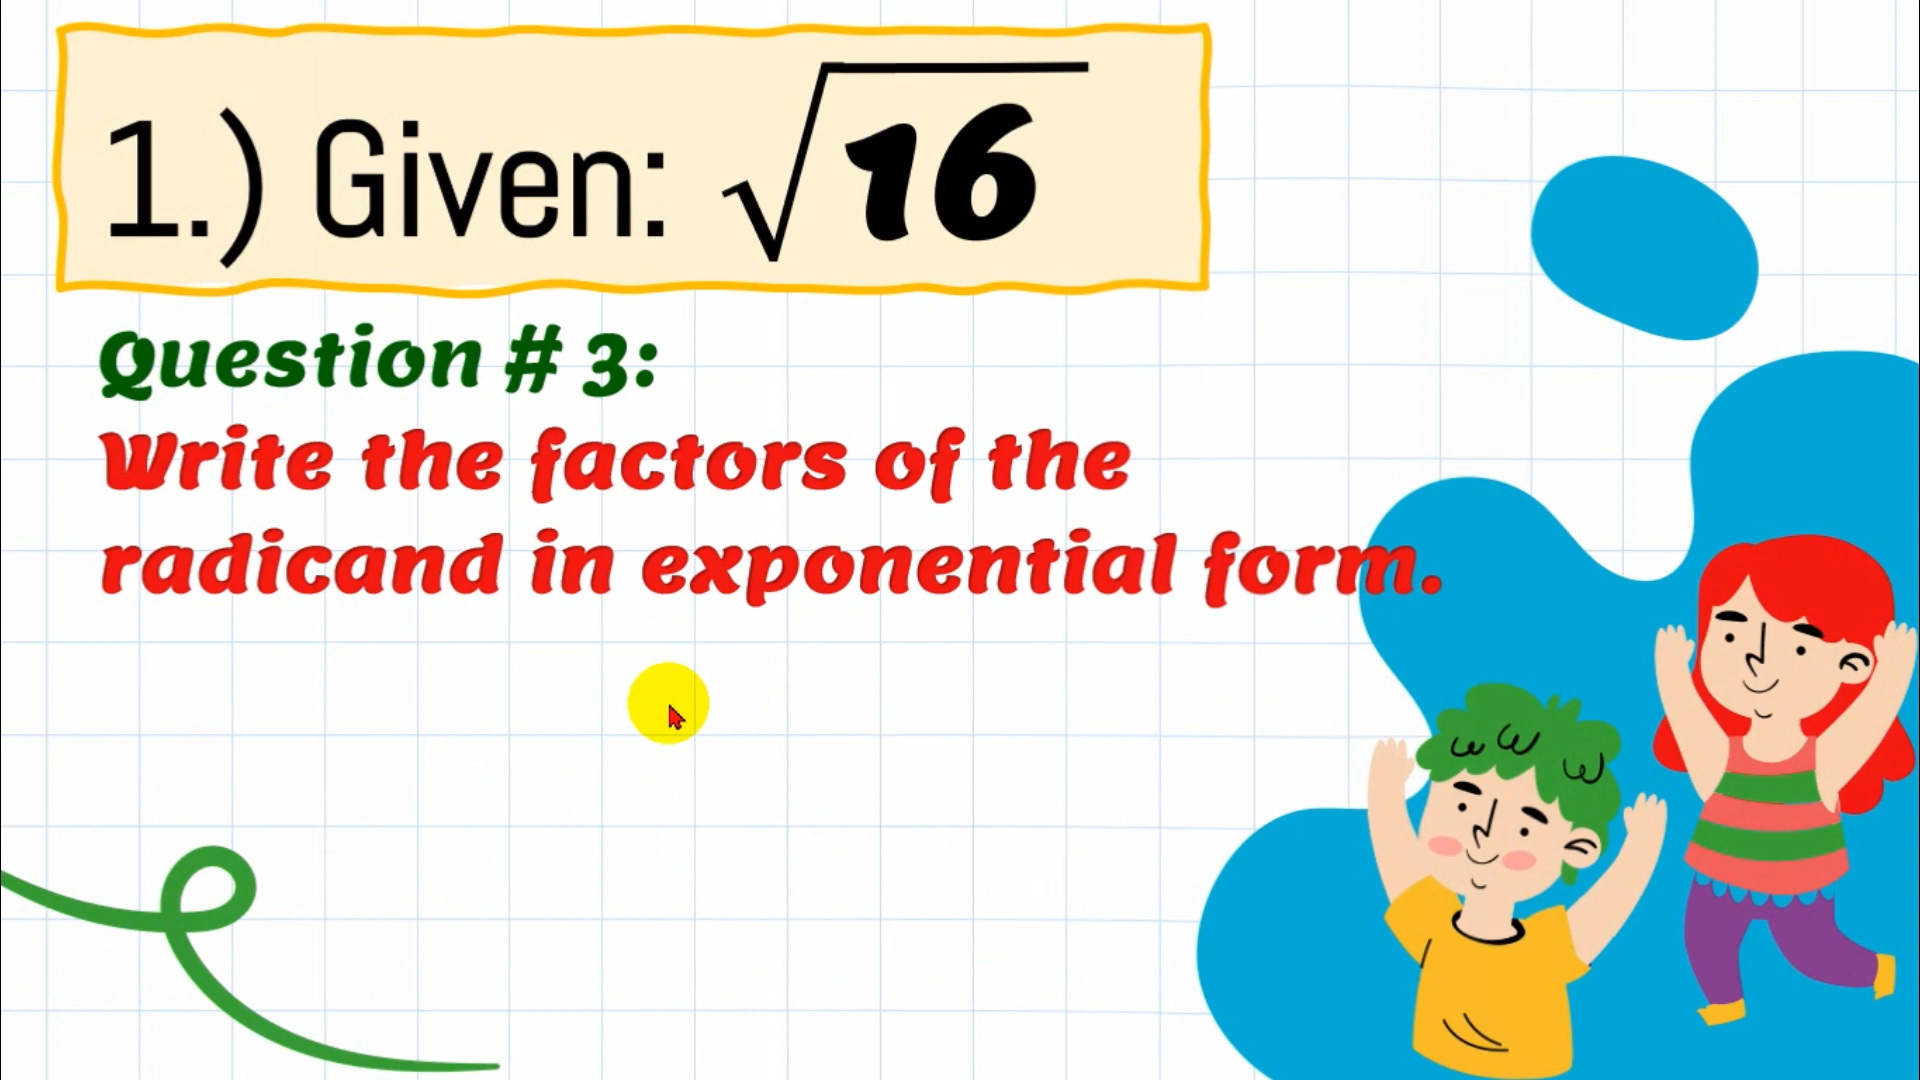 1.) Given: √16
Question # 3:
Write the factors of the
radicand in exponential form.